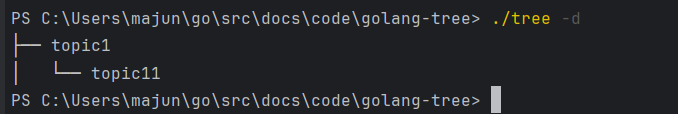 PS C:\Users\majun\go\src\docs\code\golang-tree> ./tree -d
├── topic1
│   └── topic11
PS C:\Users\majun\go\src\docs\code\golang-tree>